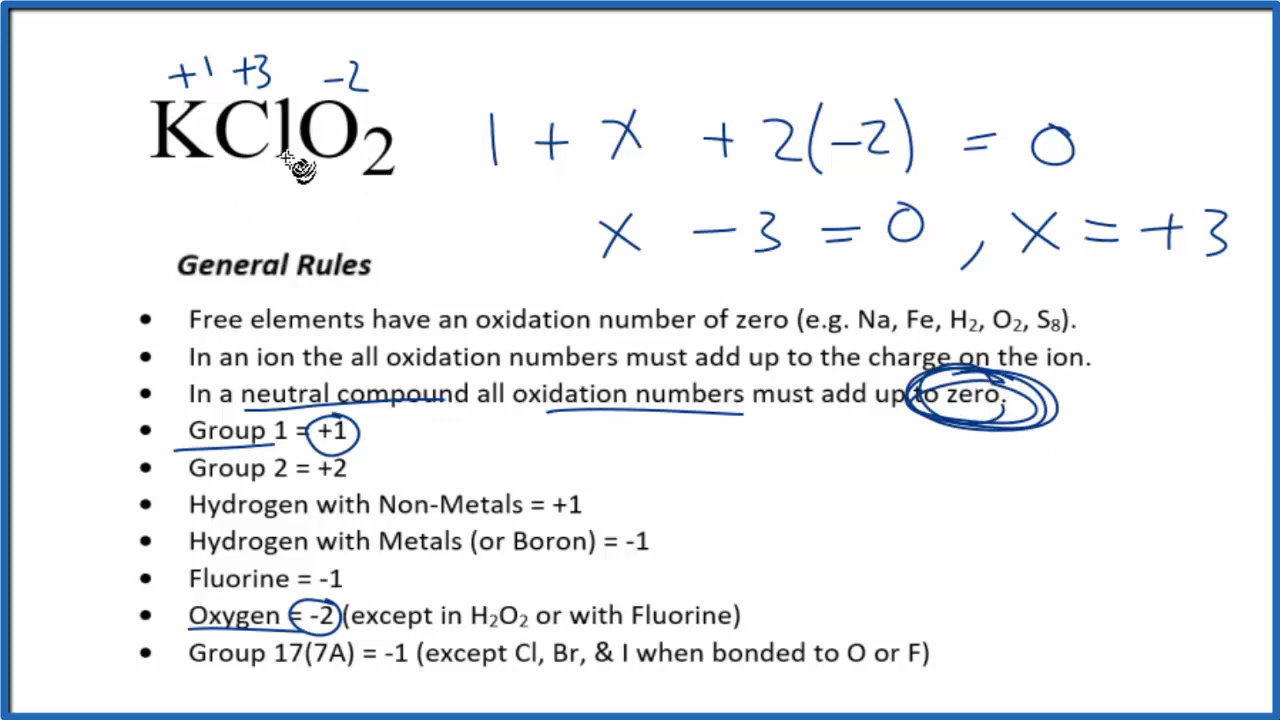 +1 +3 -2
KClO₂ 1 + x + 2(-2) = 0
x - 3 = 0 , x = +3
General Rules
• Free elements have an oxidation number of zero (e.g. Na, Fe, H₂, O₂, S₈).
• In an ion the all oxidation numbers must add up to the charge on the ion.
• In a neutral compound all oxidation numbers must add up to zero.
• Group 1 = +1
• Group 2 = +2
• Hydrogen with Non-Metals = +1
• Hydrogen with Metals (or Boron) = -1
• Fluorine = -1
• Oxygen = -2 (except in H₂O₂ or with Fluorine)
• Group 17(7A) = -1 (except Cl, Br, & I when bonded to O or F)